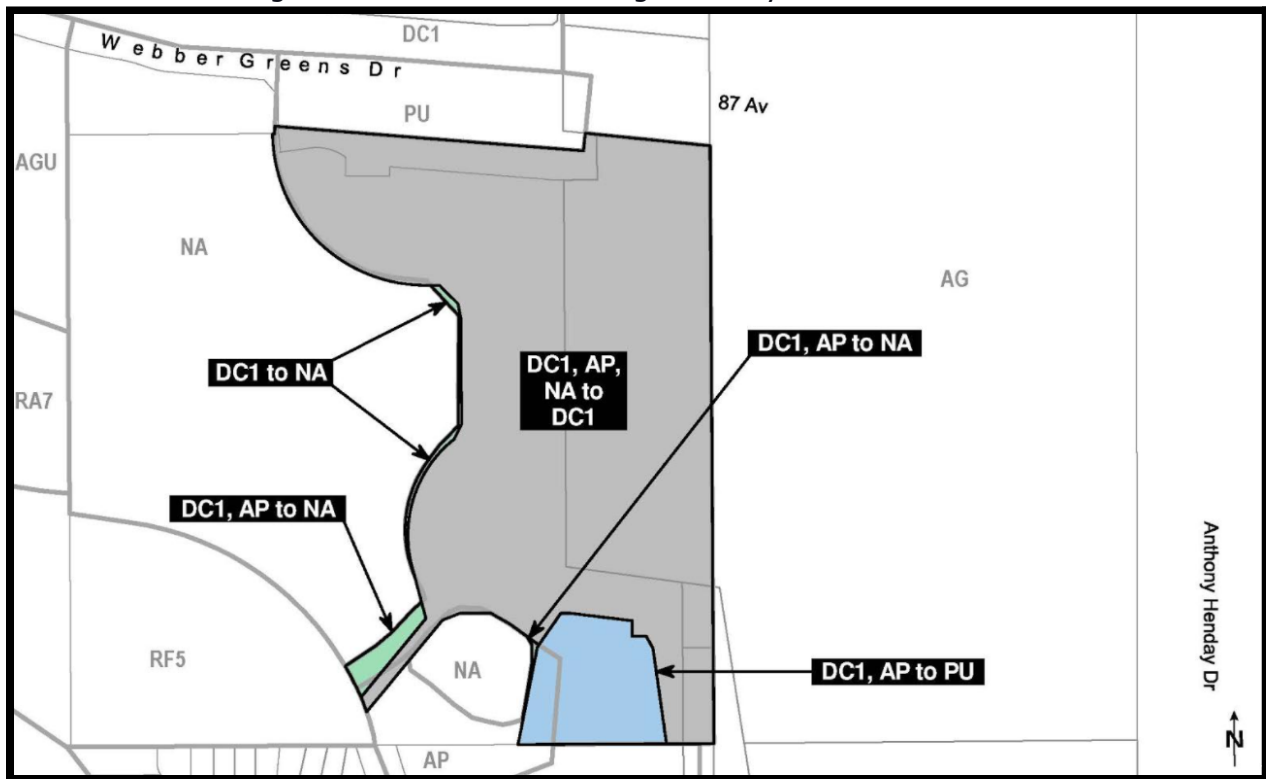 DC1
Webber Greens Dr
PU
87 Av
AGU
NA
AG
DC1, AP to NA
DC1 to NA
DC1, AP,
NA to
DC1
RA7
DC1, AP to NA
Anthony Henday Dr
RF5
NA
DC1, AP to PU
N
AP